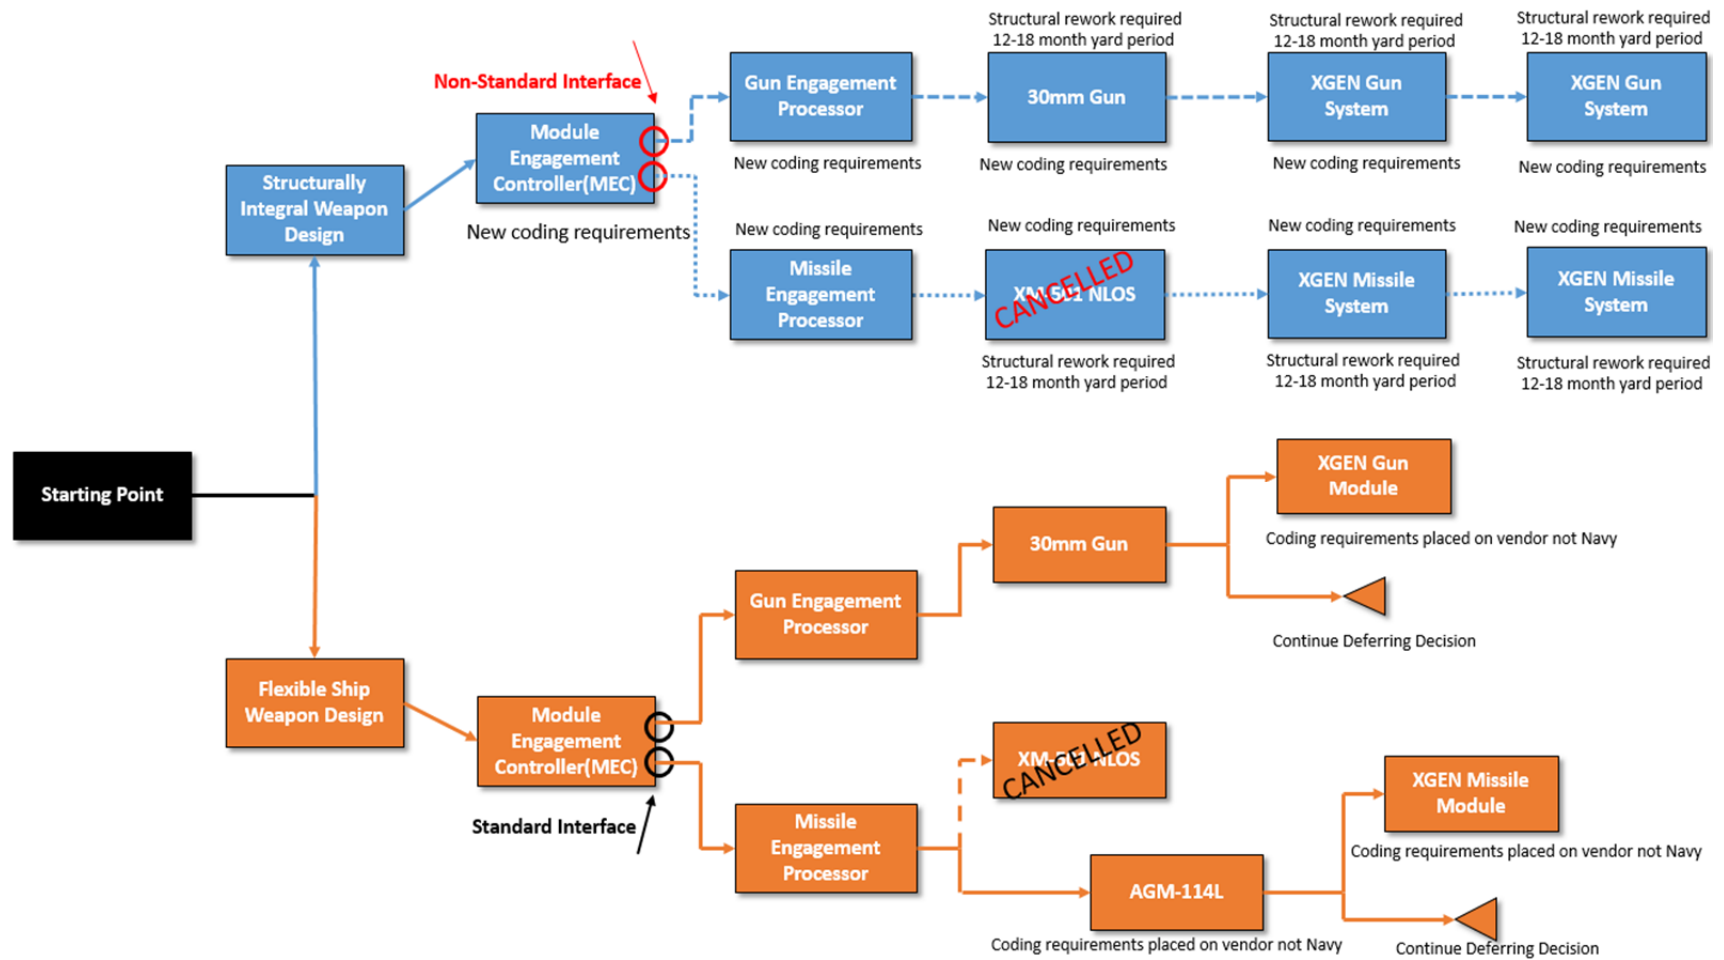 Structural rework required
12-18 month yard period
Structural rework required
12-18 month yard period
Structural rework required
12-18 month yard period
Non-Standard Interface
Gun Engagement
Processor
30mm Gun
XGEN Gun
System
XGEN Gun
System
Module
Engagement
Controller(MEC)
New coding requirements
New coding requirements
New coding requirements
New coding requirements
Structurally
Integral Weapon
Design
New coding requirements
New coding requirements
New coding requirements
New coding requirements
New coding requirements
Missile
Engagement
Processor
XM-501 NLOS
CANCELLED
XGEN Missile
System
XGEN Missile
System
Structural rework required
12-18 month yard period
Structural rework required
12-18 month yard period
Structural rework required
12-18 month yard period
Starting Point
XGEN Gun
Module
Coding requirements placed on vendor not Navy
30mm Gun
Gun Engagement
Processor
Continue Deferring Decision
Flexible Ship
Weapon Design
Module
Engagement
Controller(MEC)
Standard Interface
XM-501 NLOS
CANCELLED
Missile
Engagement
Processor
XGEN Missile
Module
Coding requirements placed on vendor not Navy
AGM-114L
Coding requirements placed on vendor not Navy
Continue Deferring Decision